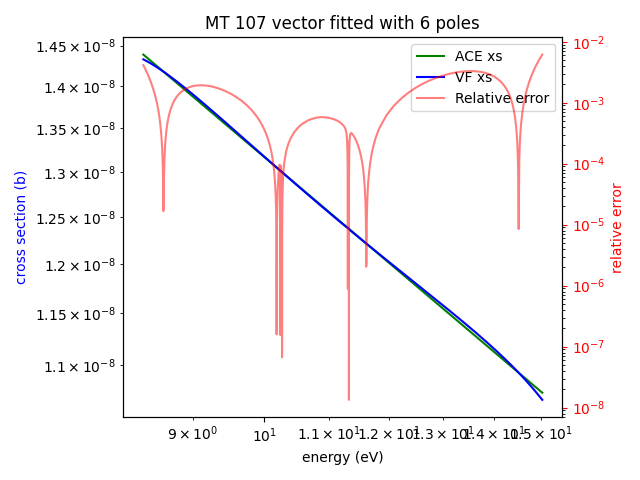 MT 107 vector fitted with 6 poles
ACE xs
VF xs
Relative error
1.45 × 10⁻⁸
1.4 × 10⁻⁸
1.35 × 10⁻⁸
1.3 × 10⁻⁸
1.25 × 10⁻⁸
1.2 × 10⁻⁸
1.15 × 10⁻⁸
1.1 × 10⁻⁸
cross section (b)
10⁻²
10⁻³
10⁻⁴
10⁻⁵
10⁻⁶
10⁻⁷
10⁻⁸
relative error
9 × 10⁰ 10¹ 1.1 × 10¹ 1.2 × 10¹ 1.3 × 10¹ 1.4 × 10¹ 1.5 × 10¹
energy (eV)